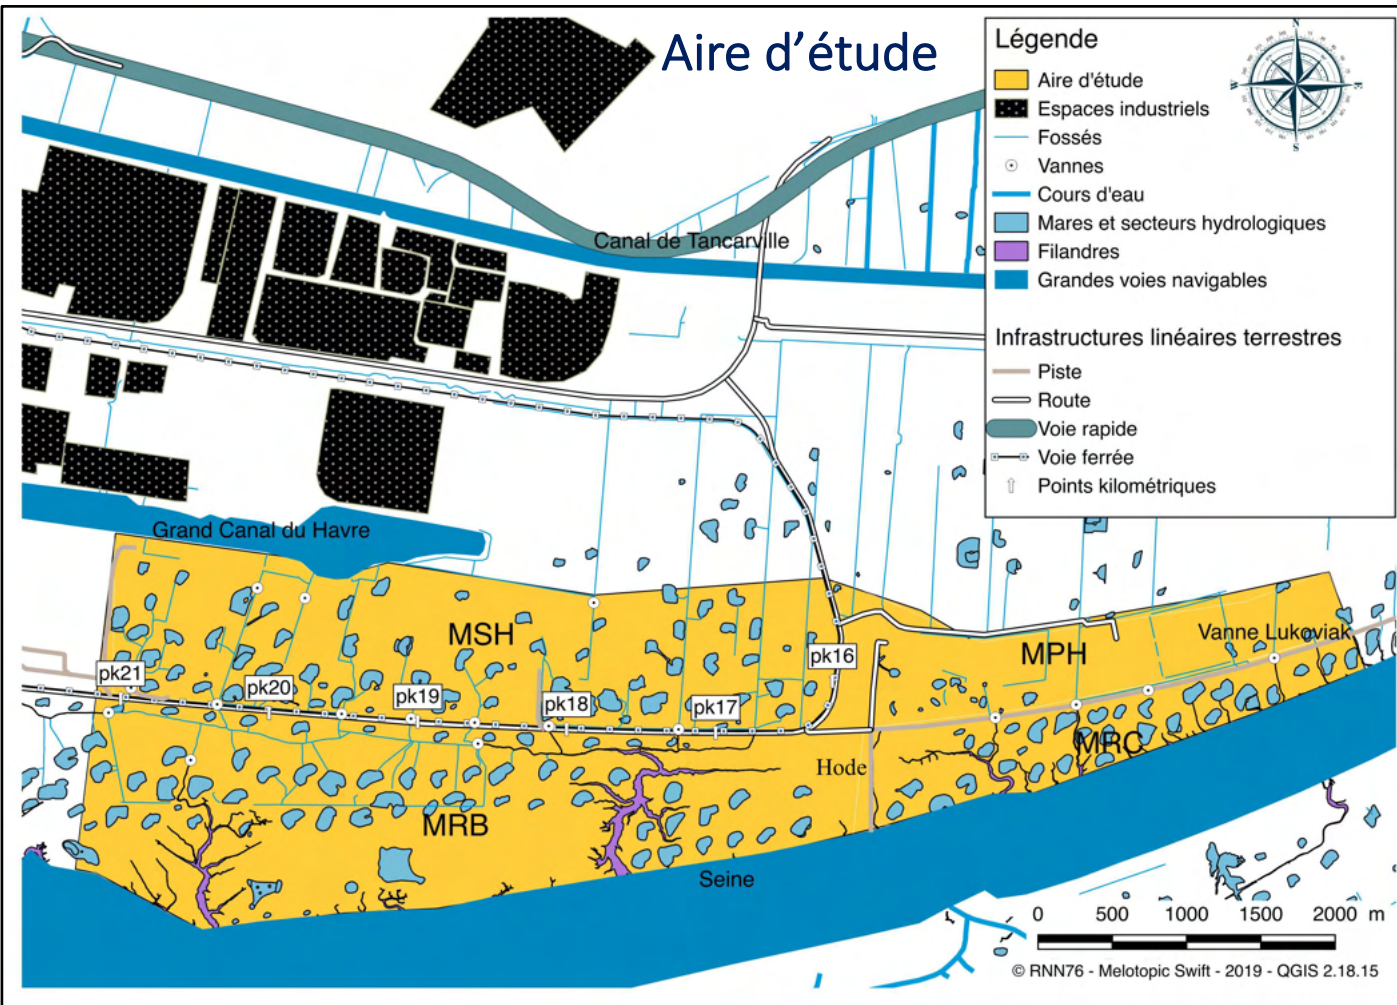 Aire d'étude
Légende
Aire d'étude
Espaces industriels
Fossés
Vannes
Cours d'eau
Mares et secteurs hydrologiques
Filandres
Grandes voies navigables
Infrastructures linéaires terrestres
Piste
Route
Voie rapide
Voie ferrée
Points kilométriques
N
W
E
S
Canal de Tancarville
Grand Canal du Havre
MSH
MPH
Vanne Lukoviak
pk16
pk21
pk20
pk19
pk18
pk17
MRC
Hode
MRB
Seine
0 500 1000 1500 2000 m
© RNN76 - Melotopic Swift - 2019 - QGIS 2.18.15